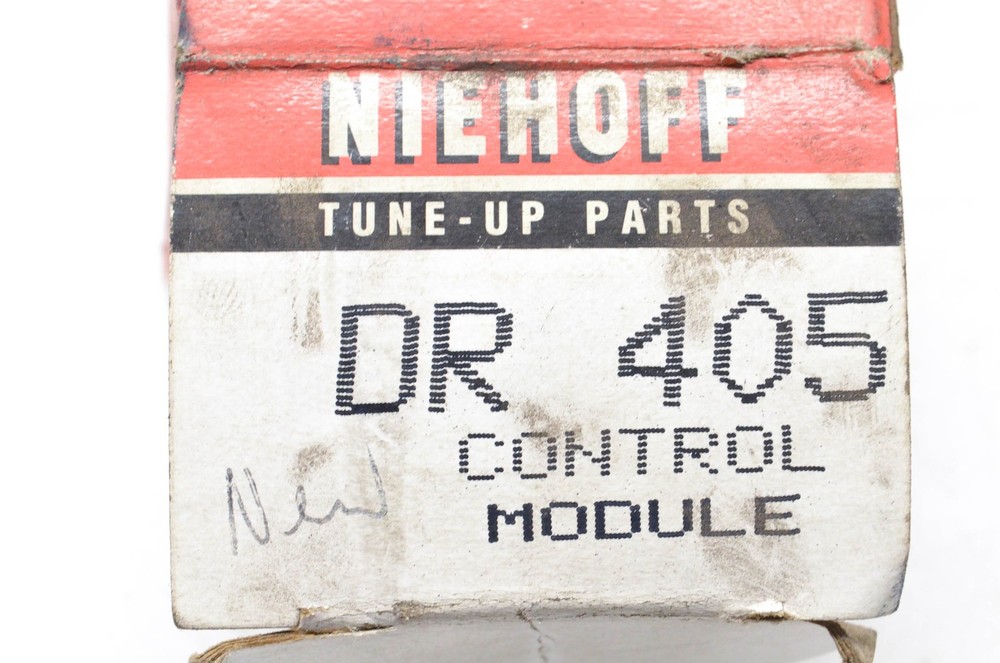 NIEHOFF
TUNE-UP PARTS
DR 405
CONTROL
MODULE
New